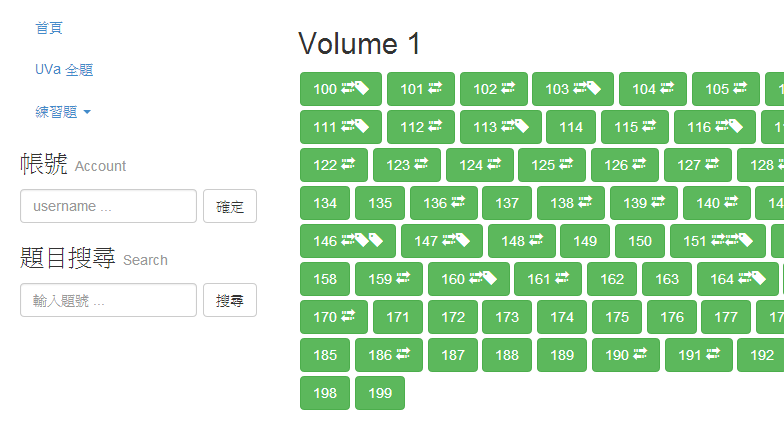 首頁
UVa 全題
練習題
帳號 Account
username ...
確定
題目搜尋 Search
輸入題號 ...
搜尋
Volume 1
100 101 102 103 104 105
111 112 113 114 115 116
122 123 124 125 126 127 128
134 135 136 137 138 139 140
146 147 148 149 150 151
158 159 160 161 162 163 164
170 171 172 173 174 175 176 177
185 186 187 188 189 190 191 192
198 199